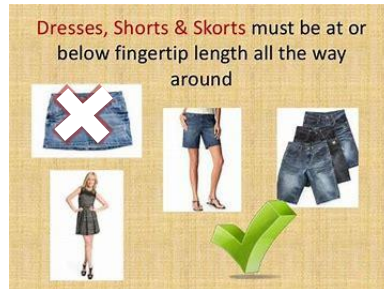 Dresses, Shorts & Skorts must be at or
below fingertip length all the way
around